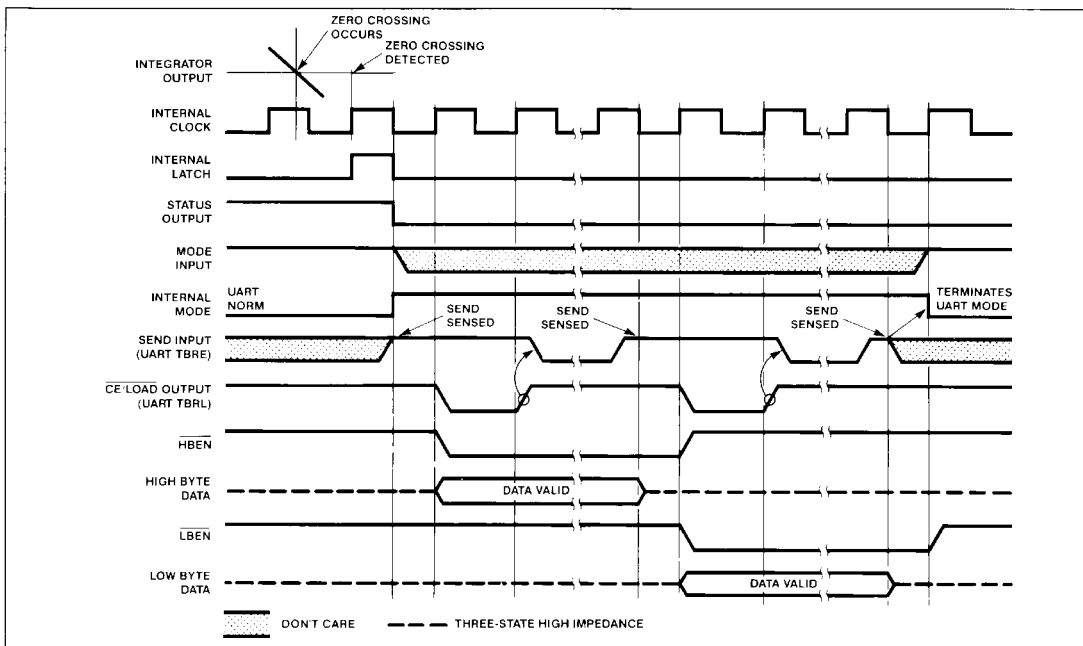 ZERO CROSSING
OCCURS
ZERO CROSSING
DETECTED
INTEGRATOR
OUTPUT
INTERNAL
CLOCK
INTERNAL
LATCH
STATUS
OUTPUT
MODE
INPUT
INTERNAL
MODE
UART
NORM
TERMINATES
UART MODE
SEND
SENSED
SEND
SENSED
SEND
SENSED
SEND INPUT
(UART TBRE)
CE/LOAD OUTPUT
(UART TBRL)
HBEN
HIGH BYTE
DATA
DATA VALID
LBEN
LOW BYTE
DATA
DATA VALID
DON'T CARE
THREE-STATE HIGH IMPEDANCE